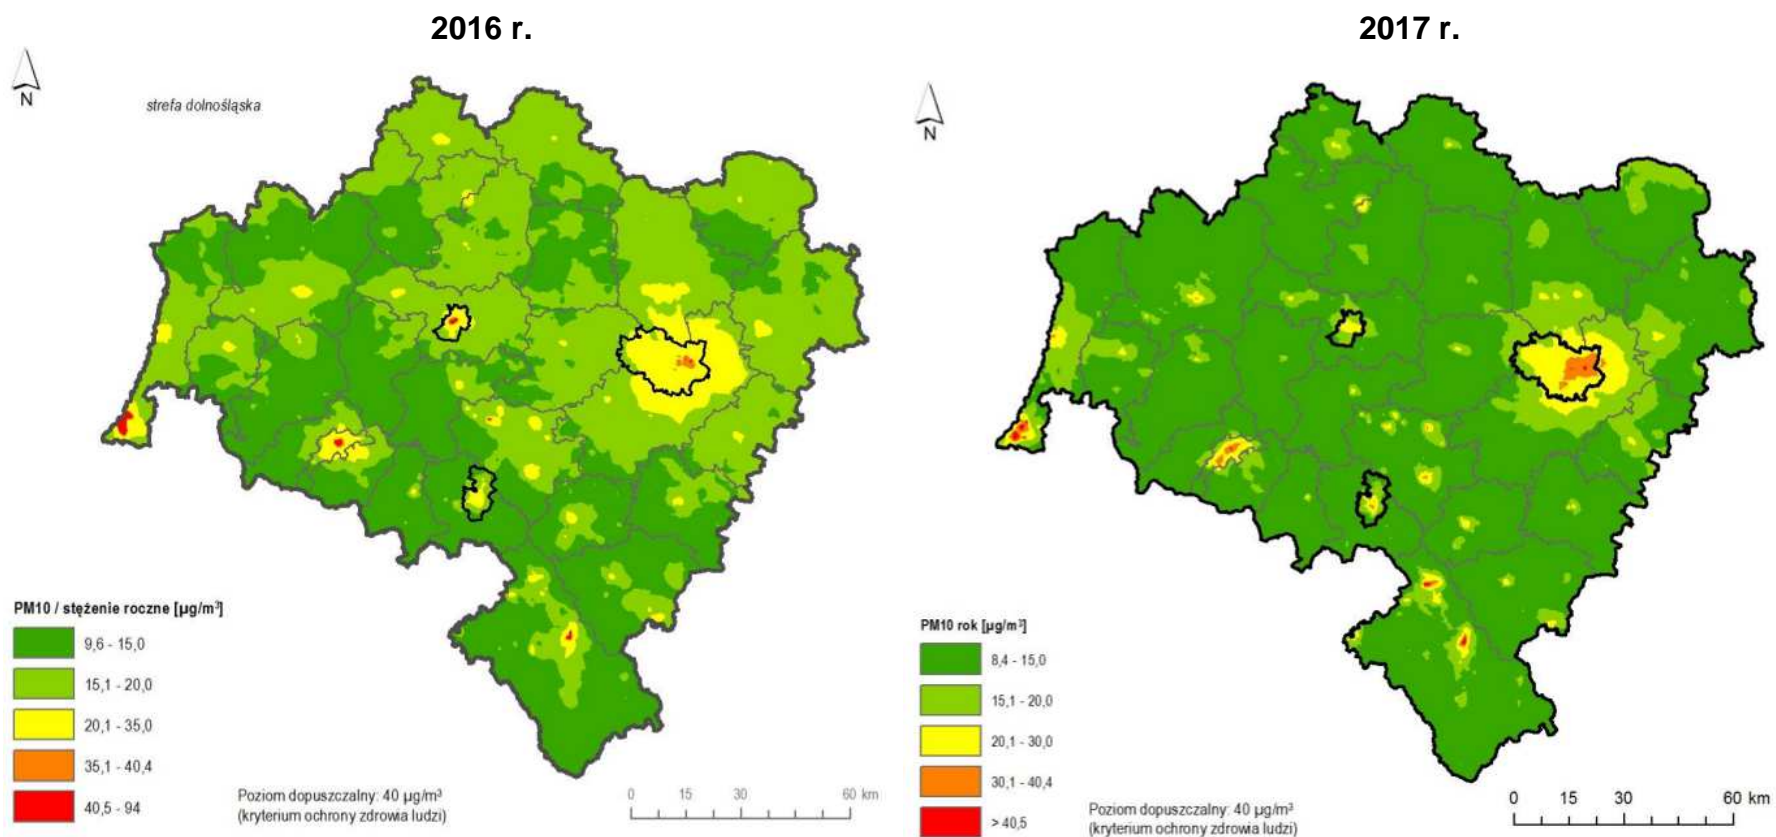 2016 r.
N
strefa dolnośląska
PM10 / stężenie roczne [µg/m³]
9,6 - 15,0
15,1 - 20,0
20,1 - 35,0
35,1 - 40,4
40,5 - 94
Poziom dopuszczalny: 40 µg/m³
(kryterium ochrony zdrowia ludzi)
0 15 30 60 km
2017 r.
N
PM10 rok [µg/m³]
8,4 - 15,0
15,1 - 20,0
20,1 - 30,0
30,1 - 40,4
> 40,5
Poziom dopuszczalny: 40 µg/m³
(kryterium ochrony zdrowia ludzi)
0 15 30 60 km